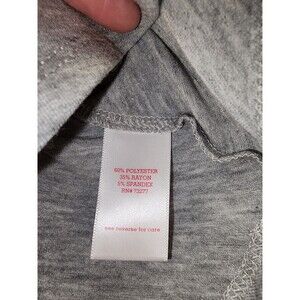 60% POLYESTER
35% RAYON
5% SPANDEX
RN# 73277
see reverse for care